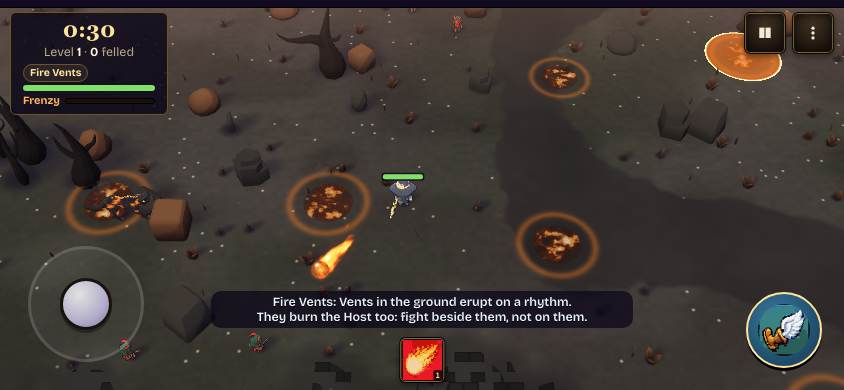 0:30
Level 1 · 0 felled
Fire Vents
Frenzy
Fire Vents: Vents in the ground erupt on a rhythm.
They burn the Host too: fight beside them, not on them.
1